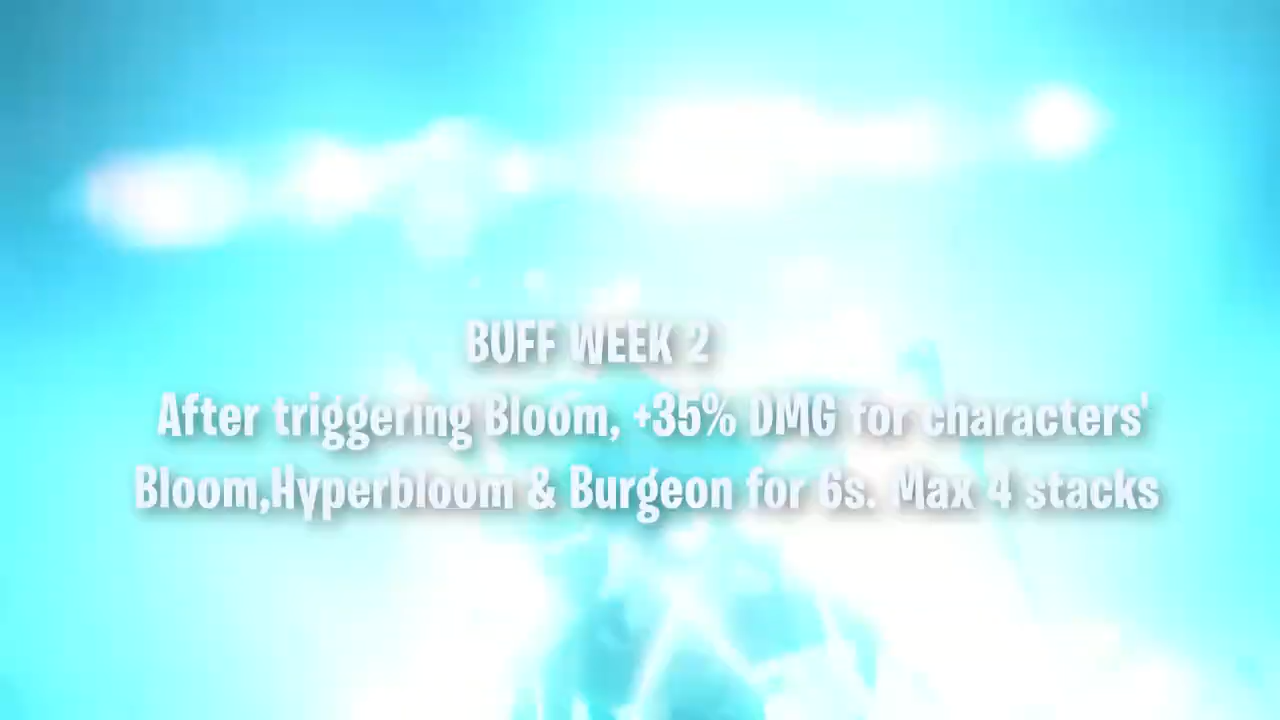 BUFF WEEK 2
After triggering Bloom, +35% DMG for characters'
Bloom,Hyperbloom & Burgeon for 6s. Max 4 stacks